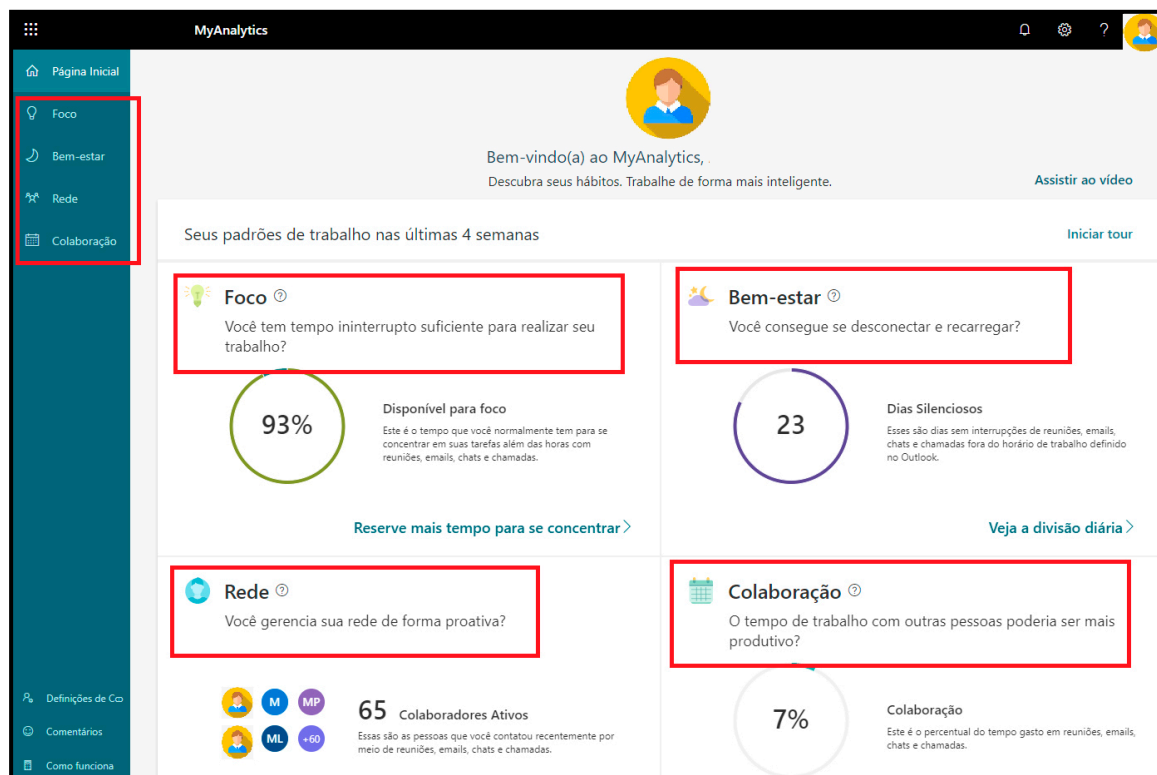 MyAnalytics
?
Página Inicial
Foco
Bem-estar
Rede
Colaboração
Definições de Co
Comentários
Como funciona
Bem-vindo(a) ao MyAnalytics,
Descubra seus hábitos. Trabalhe de forma mais inteligente.
Assistir ao vídeo
Seus padrões de trabalho nas últimas 4 semanas
Iniciar tour
Foco ?
Você tem tempo ininterrupto suficiente para realizar seu
trabalho?
93%
Disponível para foco
Este é o tempo que você normalmente tem para se
concentrar em suas tarefas além das horas com
reuniões, emails, chats e chamadas.
Reserve mais tempo para se concentrar
Bem-estar ?
Você consegue se desconectar e recarregar?
23
Dias Silenciosos
Esses são dias sem interrupções de reuniões, emails,
chats e chamadas fora do horário de trabalho definido
no Outlook.
Veja a divisão diária
Rede ?
Você gerencia sua rede de forma proativa?
M MP
ML +60
65 Colaboradores Ativos
Essas são as pessoas que você contatou recentemente por
meio de reuniões, emails, chats e chamadas.
Colaboração ?
O tempo de trabalho com outras pessoas poderia ser mais
produtivo?
7%
Colaboração
Este é o percentual do tempo gasto em reuniões, emails,
chats e chamadas.